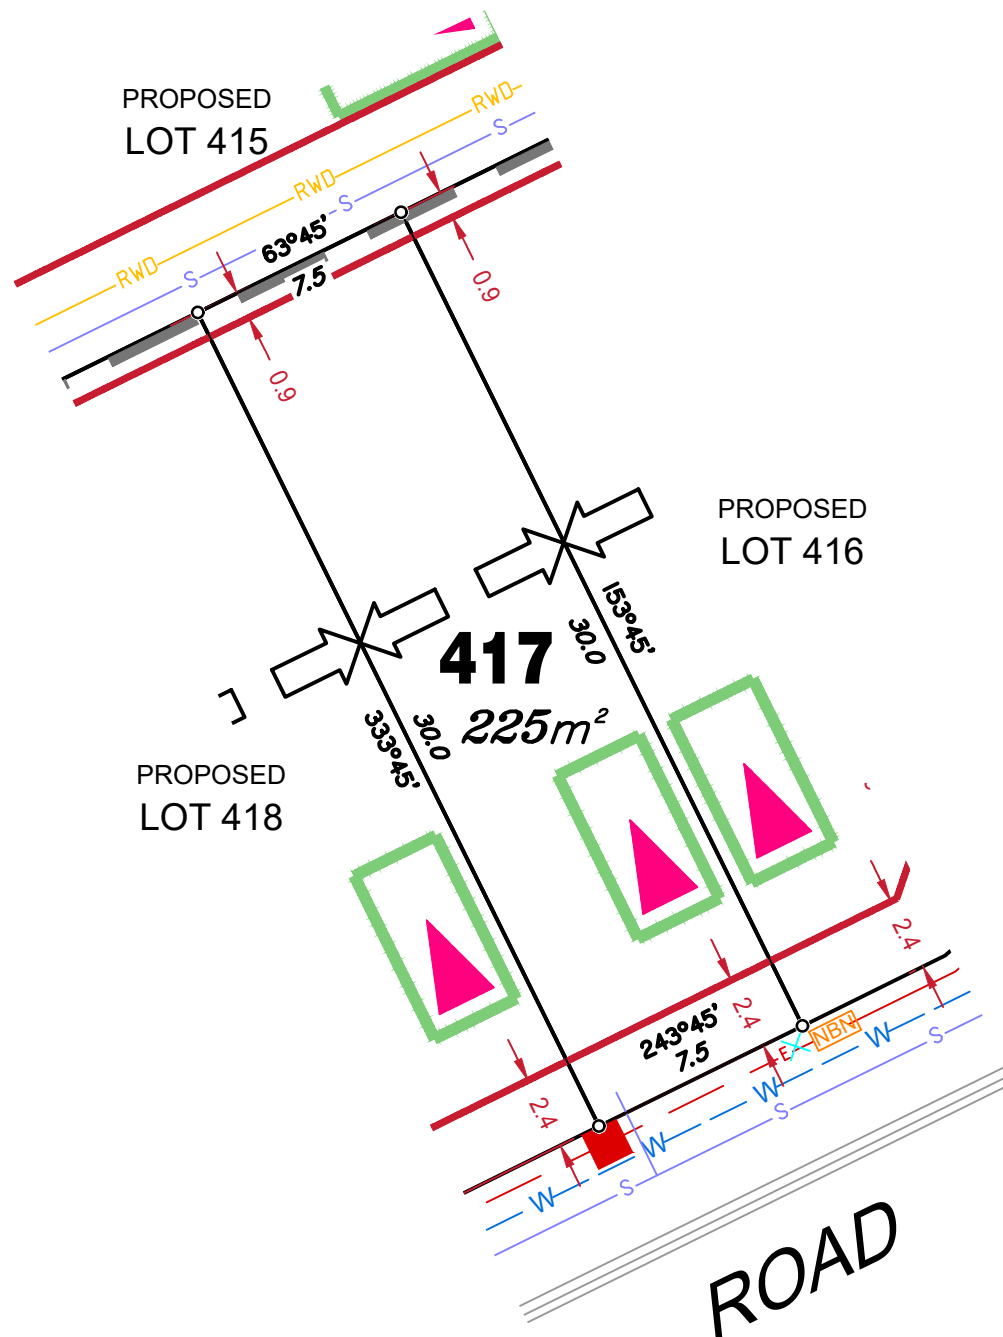 PROPOSED
LOT 415
RWD
RWD
RWD
S
S
S
63°45'
7.5
0.9
0.9
PROPOSED
LOT 416
153°45'
30.0
417
225m²
333°45'
30.0
PROPOSED
LOT 418
2.4
2.4
2.4
243°45'
7.5
NBN
E
W
W
W
W
S
S
S
ROAD